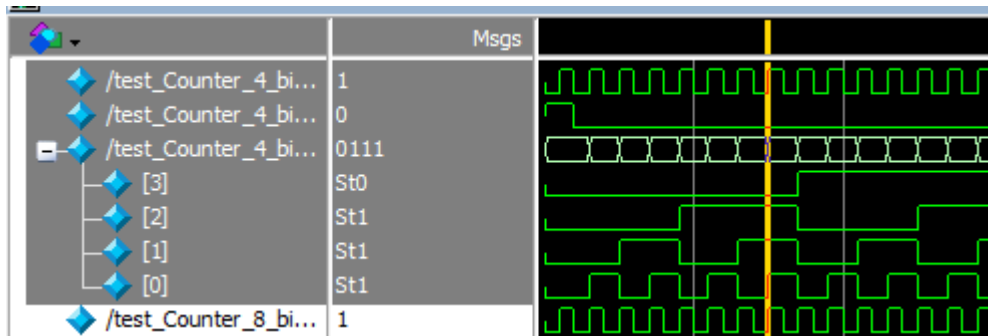 Msgs
/test_Counter_4_bi... 1
/test_Counter_4_bi... 0
/test_Counter_4_bi... 0111
[3] St0
[2] St1
[1] St1
[0] St1
/test_Counter_8_bi... 1